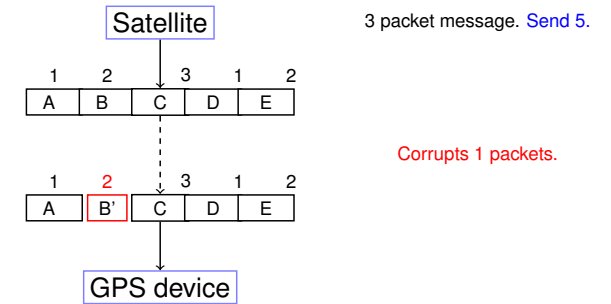 Satellite
3 packet message. Send 5.
1 2 3 1 2
A B C D E
Corrupts 1 packets.
1 2 3 1 2
A B' C D E
GPS device